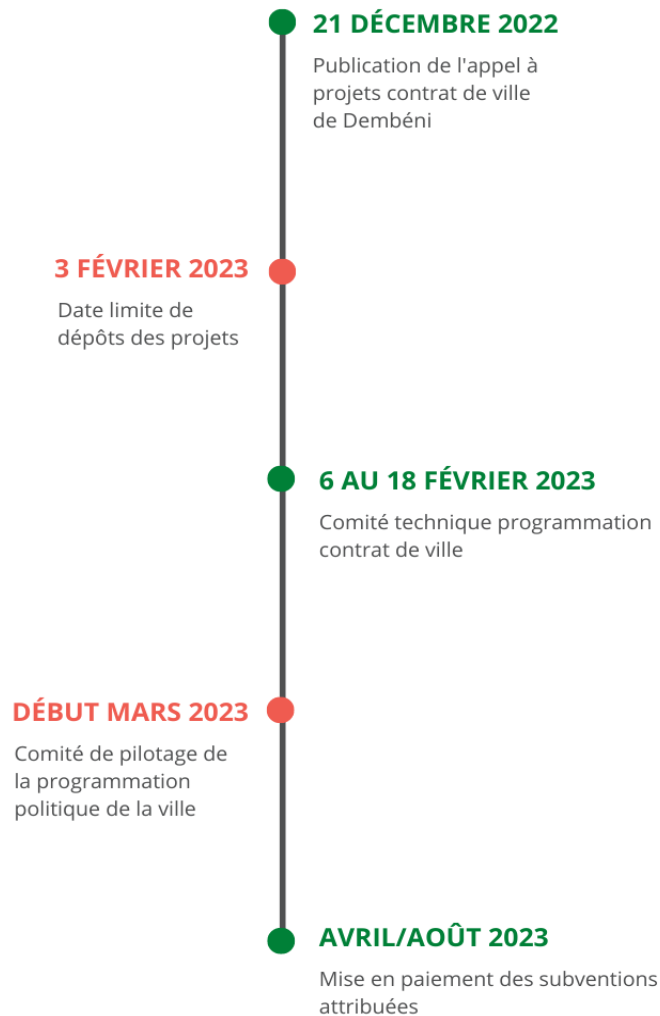 21 DÉCEMBRE 2022
Publication de l'appel à
projets contrat de ville
de Dembéni
3 FÉVRIER 2023
Date limite de
dépôts des projets
6 AU 18 FÉVRIER 2023
Comité technique programmation
contrat de ville
DÉBUT MARS 2023
Comité de pilotage de
la programmation
politique de la ville
AVRIL/AOÛT 2023
Mise en paiement des subventions
attribuées